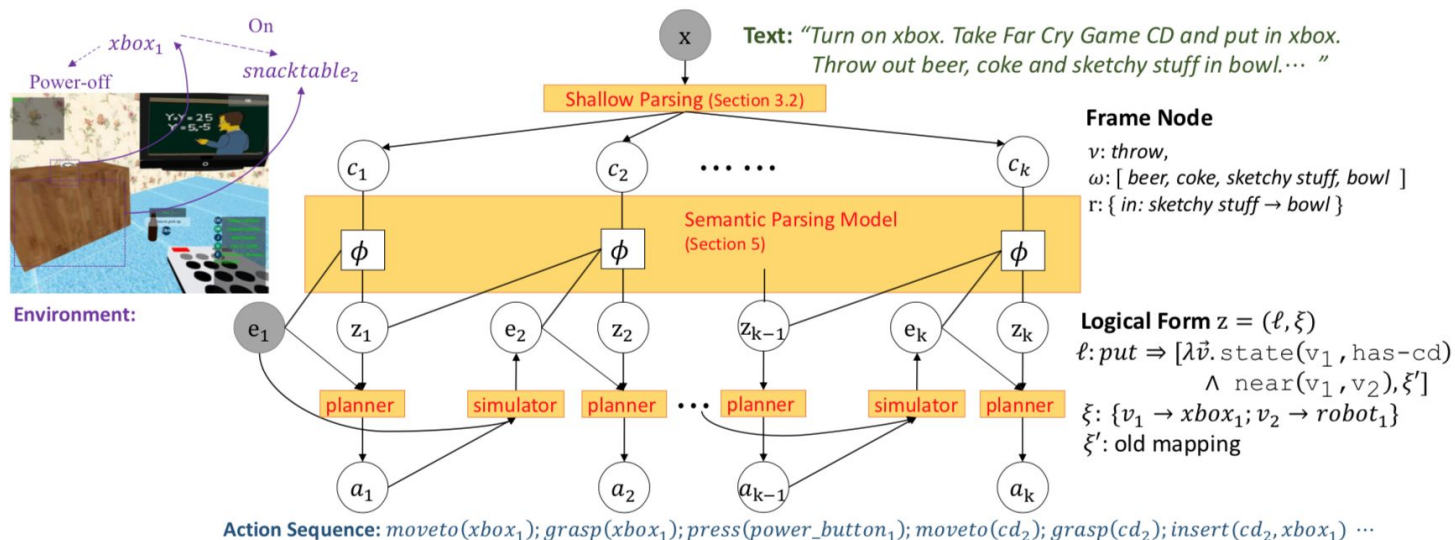 On
xbox₁
snacktable₂
Power-off
Y+Y= 25
Y=5,-5
Environment:
x
Text: “Turn on xbox. Take Far Cry Game CD and put in xbox.
Throw out beer, coke and sketchy stuff in bowl.⋯ ”
Shallow Parsing (Section 3.2)
c₁ c₂ ⋯ ⋯ cₖ
Semantic Parsing Model
(Section 5)
ϕ ϕ ϕ
e₁ z₁ e₂ z₂ zₖ₋₁ eₖ zₖ
planner simulator planner ⋯ planner simulator planner
a₁ a₂ aₖ₋₁ aₖ
Frame Node
ν: throw,
ω: [ beer, coke, sketchy stuff, bowl ]
r: { in: sketchy stuff → bowl }
Logical Form z = (ℓ, ξ)
ℓ: put ⇒ [λv⃗. state(v₁, has-cd)
∧ near(v₁, v₂), ξ′]
ξ: {v₁ → xbox₁; v₂ → robot₁}
ξ′: old mapping
Action Sequence: moveto(xbox₁); grasp(xbox₁); press(power_button₁); moveto(cd₂); grasp(cd₂); insert(cd₂, xbox₁) ⋯